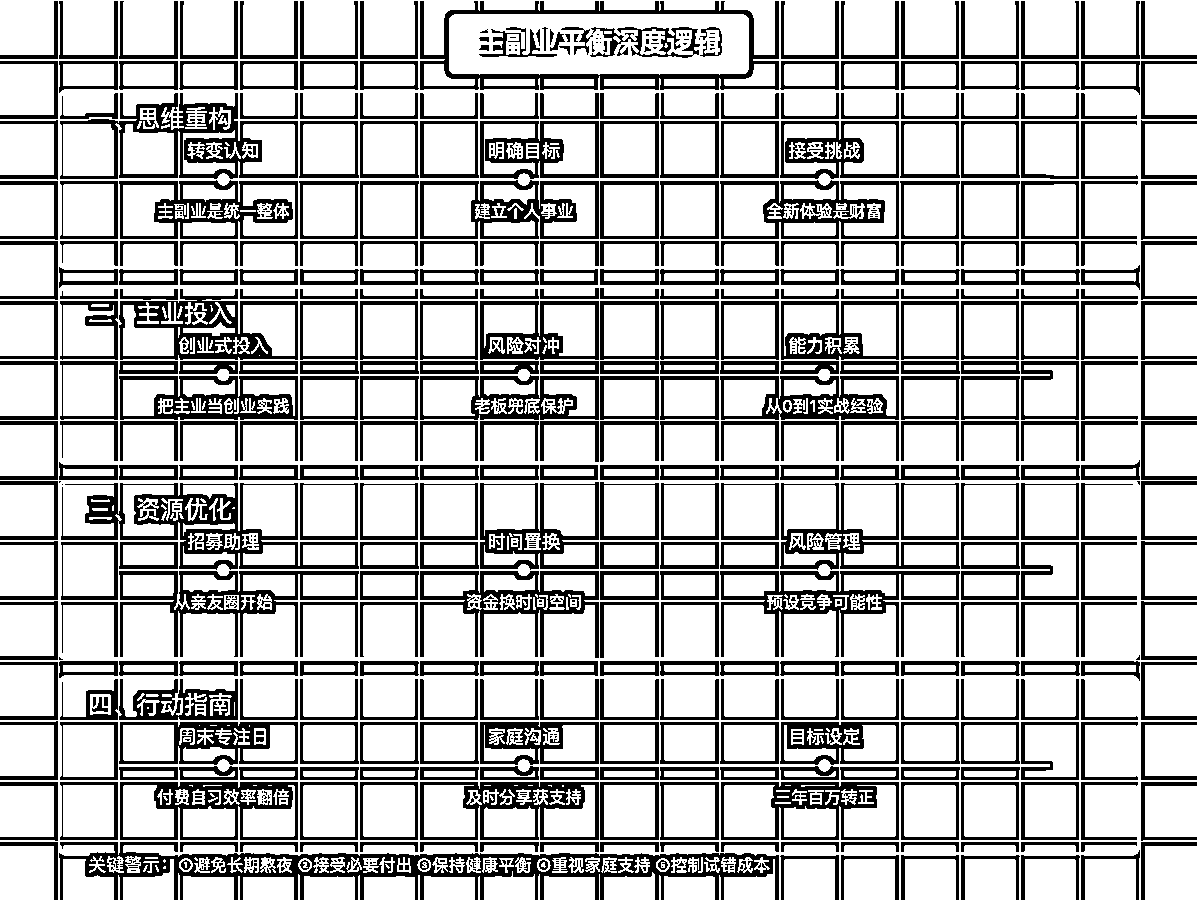 主副业平衡深度逻辑
一、思维重构
转变认知 明确目标 接受挑战
主副业是统一整体 建立个人事业 全新体验是财富
二、主业投入
创业式投入 风险对冲 能力积累
把主业当创业实践 老板兜底保护 从0到1实战经验
三、资源优化
招募助理 时间置换 风险管理
从亲友圈开始 资金换时间空间 预设竞争可能性
四、行动指南
周末专注日 家庭沟通 目标设定
付费自习效率翻倍 及时分享获支持 三年百万转正
关键警示：①避免长期熬夜 ②接受必要付出 ③保持健康平衡 ④重视家庭支持 ⑤控制试错成本